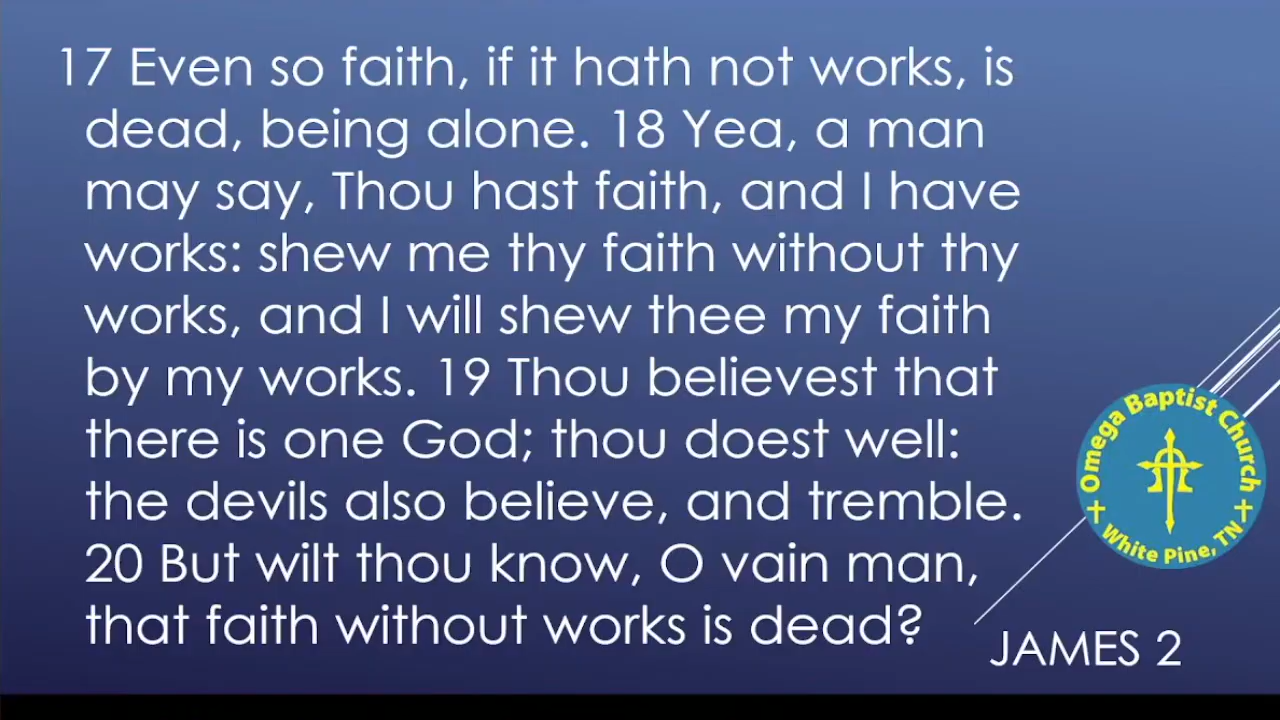 17 Even so faith, if it hath not works, is
dead, being alone. 18 Yea, a man
may say, Thou hast faith, and I have
works: shew me thy faith without thy
works, and I will shew thee my faith
by my works. 19 Thou believest that
there is one God; thou doest well:
the devils also believe, and tremble.
20 But wilt thou know, O vain man,
that faith without works is dead?
Omega Baptist Church
White Pine, TN
JAMES 2